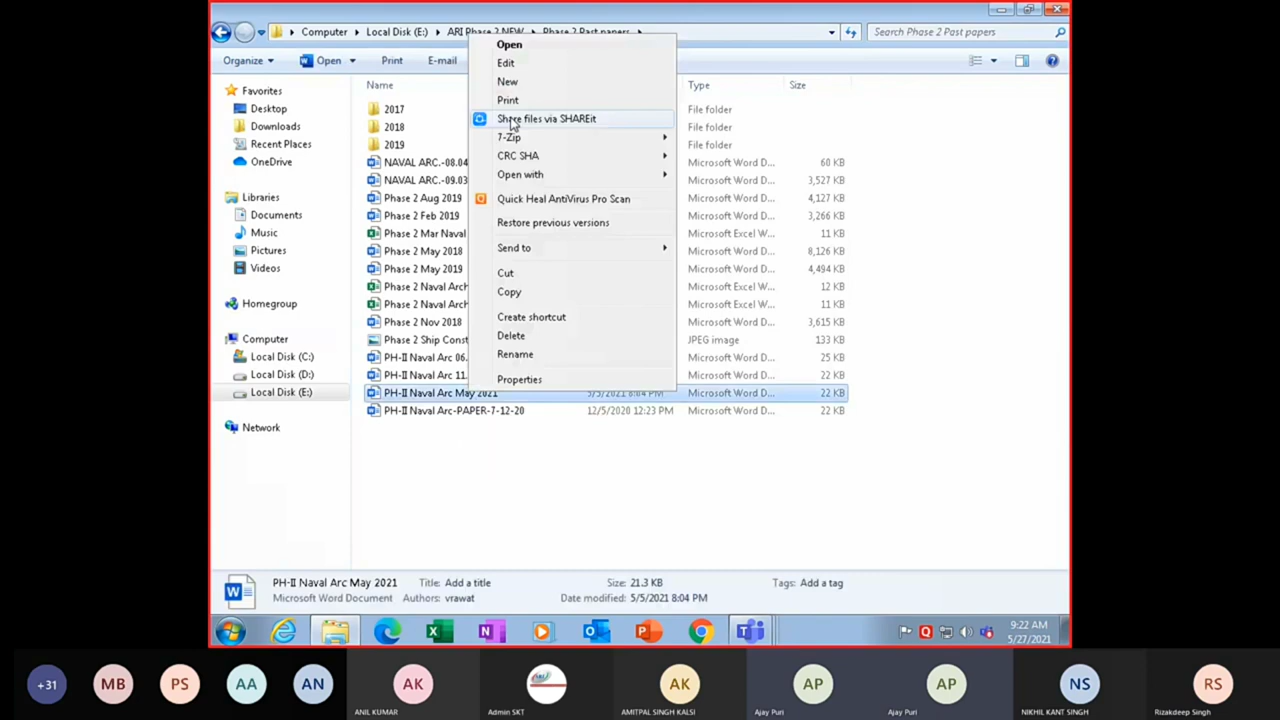 Computer ▸ Local Disk (E:) ▸ ARI Phase 2 NEW ▸ Phase 2 Past papers ▸
Search Phase 2 Past papers
Organize Open Print E-mail
Name Type Size
Favorites
Desktop
Downloads
Recent Places
OneDrive
Libraries
Documents
Music
Pictures
Videos
Homegroup
Computer
Local Disk (C:)
Local Disk (D:)
Local Disk (E:)
Network
2017 File folder
2018 File folder
2019 File folder
NAVAL ARC.-08.04 Microsoft Word D... 60 KB
NAVAL ARC.-09.03 Microsoft Word D... 3,527 KB
Phase 2 Aug 2019 Microsoft Word D... 4,127 KB
Phase 2 Feb 2019 Microsoft Word D... 3,266 KB
Phase 2 Mar Naval Microsoft Excel W... 11 KB
Phase 2 May 2018 Microsoft Word D... 8,126 KB
Phase 2 May 2019 Microsoft Word D... 4,494 KB
Phase 2 Naval Arch Microsoft Excel W... 12 KB
Phase 2 Naval Arch Microsoft Excel W... 11 KB
Phase 2 Nov 2018 Microsoft Word D... 3,615 KB
Phase 2 Ship Const JPEG image 133 KB
PH-II Naval Arc 06. Microsoft Word D... 25 KB
PH-II Naval Arc 11. Microsoft Word D... 22 KB
PH-II Naval Arc May 2021 5/5/2021 8:04 PM Microsoft Word D... 22 KB
PH-II Naval Arc-PAPER-7-12-20 12/5/2020 12:23 PM Microsoft Word D... 22 KB
Open
Edit
New
Print
Share files via SHAREit
7-Zip
CRC SHA
Open with
Quick Heal AntiVirus Pro Scan
Restore previous versions
Send to
Cut
Copy
Create shortcut
Delete
Rename
Properties
PH-II Naval Arc May 2021 Title: Add a title Size: 21.3 KB Tags: Add a tag
Microsoft Word Document Authors: vrawat Date modified: 5/5/2021 8:04 PM
9:22 AM
5/27/2021
+31 MB PS AA AN AK AK AP AP NS RS
ANIL KUMAR Admin SKT AMITPAL SINGH KALSI Ajay Puri Ajay Puri NIKHIL KANT SINGH Rizakdeep Singh